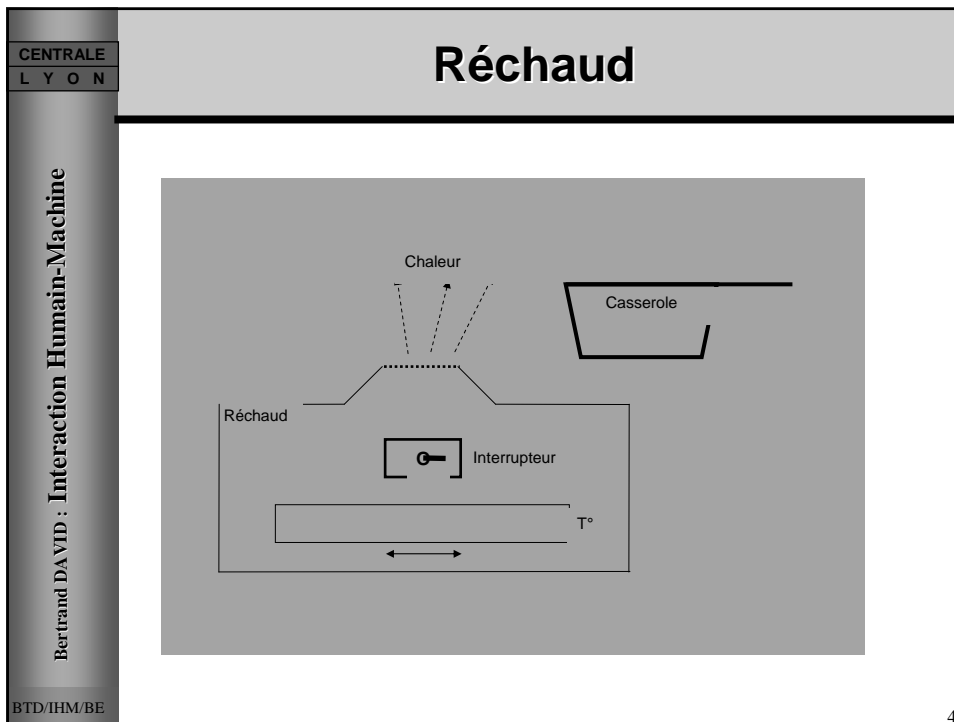 CENTRALE
L Y O N
Réchaud
Bertrand DAVID : Interaction Humain-Machine
Chaleur
Casserole
Réchaud
Interrupteur
T°
BTD/IHM/BE
4